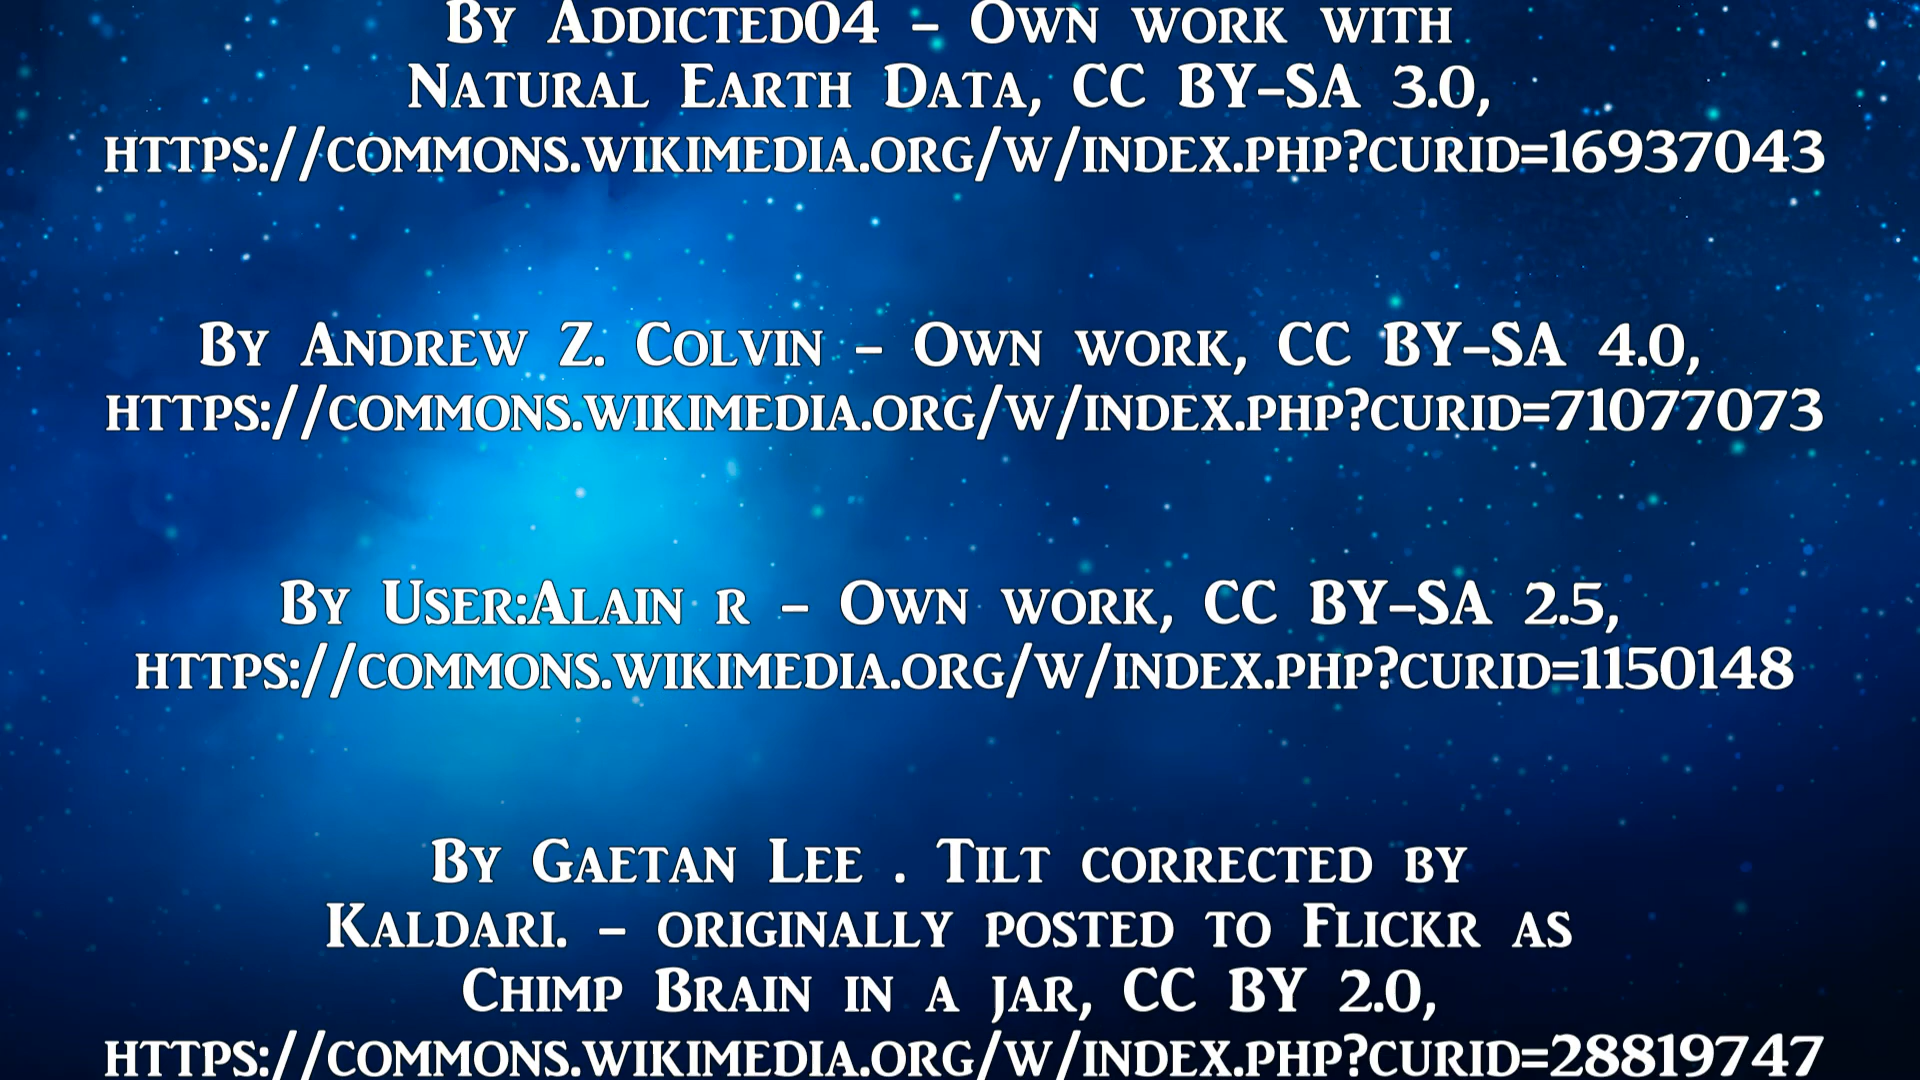 By Addicted04 – Own work with
Natural Earth Data, CC BY-SA 3.0,
https://commons.wikimedia.org/w/index.php?curid=16937043
By Andrew Z. Colvin – Own work, CC BY-SA 4.0,
https://commons.wikimedia.org/w/index.php?curid=71077073
By User:Alain r – Own work, CC BY-SA 2.5,
https://commons.wikimedia.org/w/index.php?curid=1150148
By Gaetan Lee . Tilt corrected by
Kaldari. – originally posted to Flickr as
Chimp Brain in a jar, CC BY 2.0,
https://commons.wikimedia.org/w/index.php?curid=28819747